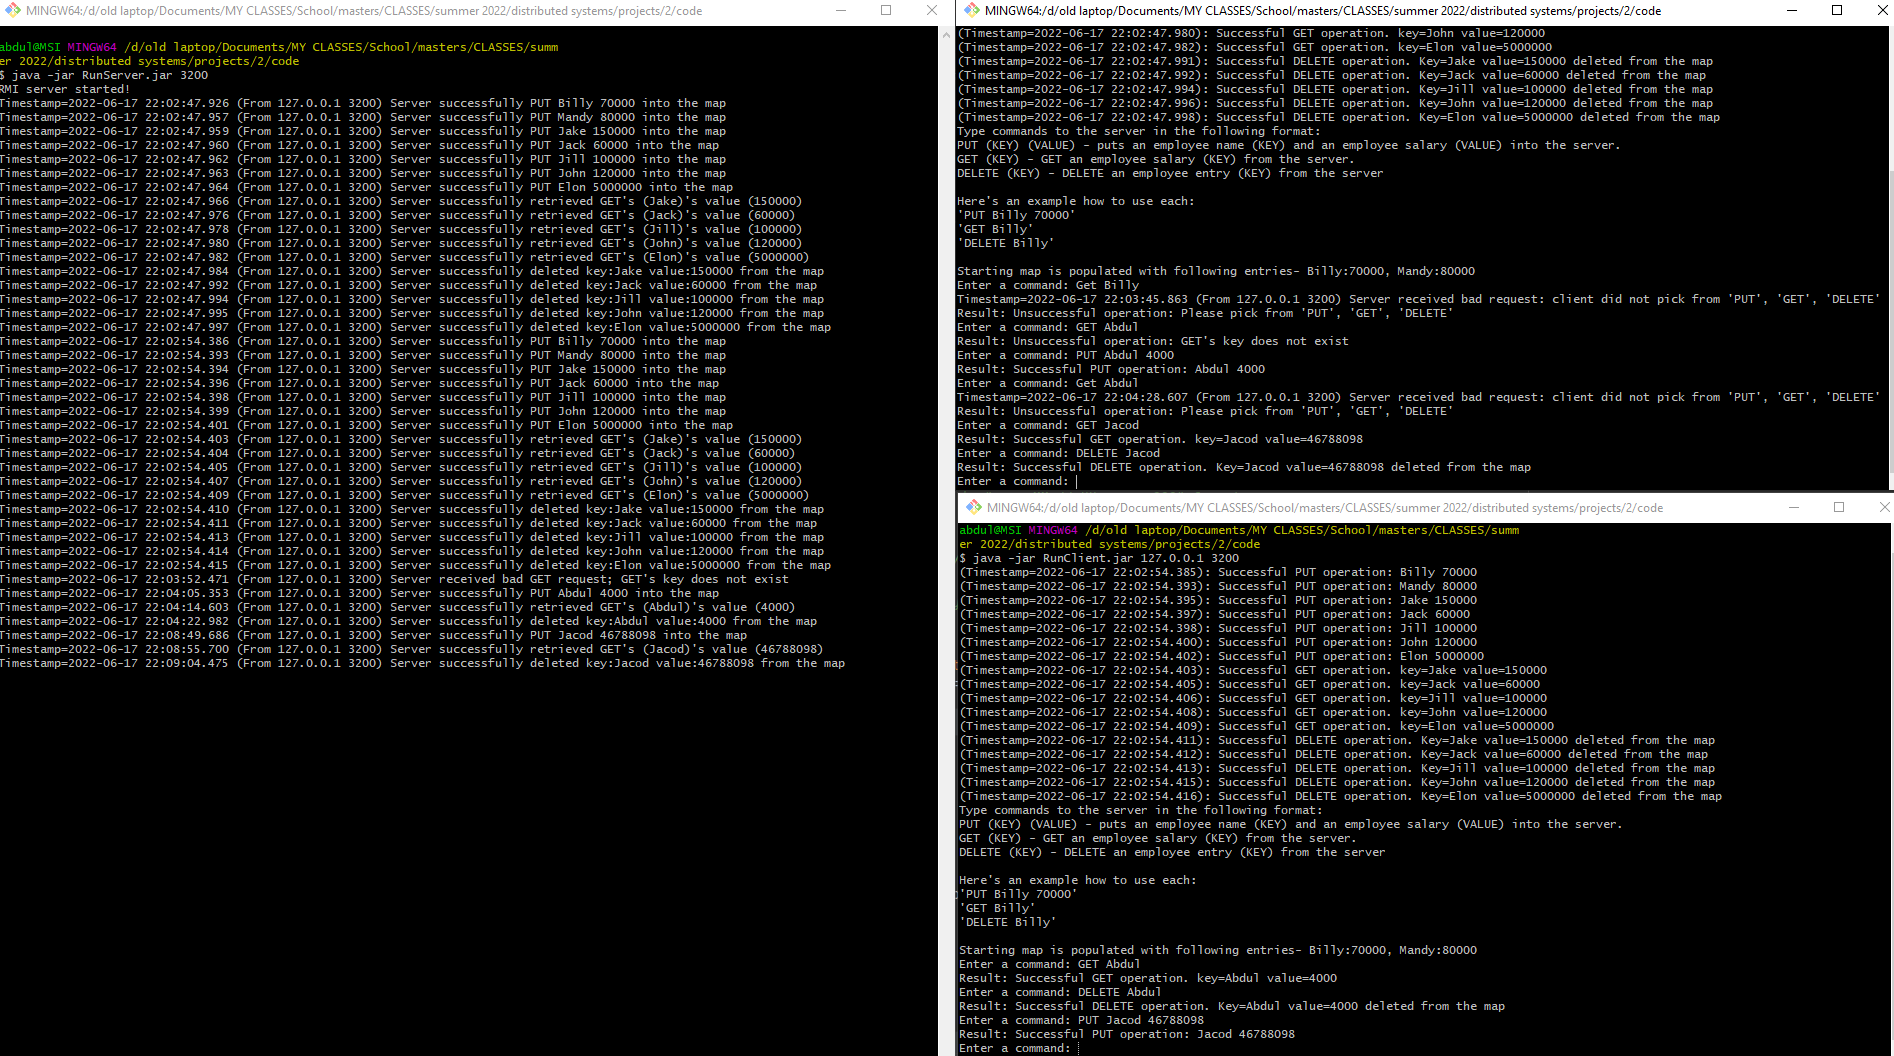 MINGW64:/d/old laptop/Documents/MY CLASSES/School/masters/CLASSES/summer 2022/distributed systems/projects/2/code
abdul@MSI MINGW64 /d/old laptop/Documents/MY CLASSES/School/masters/CLASSES/summ
er 2022/distributed systems/projects/2/code
$ java -jar RunServer.jar 3200
RMI server started!
Timestamp=2022-06-17 22:02:47.926 (From 127.0.0.1 3200) Server successfully PUT Billy 70000 into the map
Timestamp=2022-06-17 22:02:47.957 (From 127.0.0.1 3200) Server successfully PUT Mandy 80000 into the map
Timestamp=2022-06-17 22:02:47.959 (From 127.0.0.1 3200) Server successfully PUT Jake 150000 into the map
Timestamp=2022-06-17 22:02:47.960 (From 127.0.0.1 3200) Server successfully PUT Jack 60000 into the map
Timestamp=2022-06-17 22:02:47.962 (From 127.0.0.1 3200) Server successfully PUT Jill 100000 into the map
Timestamp=2022-06-17 22:02:47.963 (From 127.0.0.1 3200) Server successfully PUT John 120000 into the map
Timestamp=2022-06-17 22:02:47.964 (From 127.0.0.1 3200) Server successfully PUT Elon 5000000 into the map
Timestamp=2022-06-17 22:02:47.966 (From 127.0.0.1 3200) Server successfully retrieved GET's (Jake)'s value (150000)
Timestamp=2022-06-17 22:02:47.976 (From 127.0.0.1 3200) Server successfully retrieved GET's (Jack)'s value (60000)
Timestamp=2022-06-17 22:02:47.978 (From 127.0.0.1 3200) Server successfully retrieved GET's (Jill)'s value (100000)
Timestamp=2022-06-17 22:02:47.980 (From 127.0.0.1 3200) Server successfully retrieved GET's (John)'s value (120000)
Timestamp=2022-06-17 22:02:47.982 (From 127.0.0.1 3200) Server successfully retrieved GET's (Elon)'s value (5000000)
Timestamp=2022-06-17 22:02:47.984 (From 127.0.0.1 3200) Server successfully deleted key:Jake value:150000 from the map
Timestamp=2022-06-17 22:02:47.992 (From 127.0.0.1 3200) Server successfully deleted key:Jack value:60000 from the map
Timestamp=2022-06-17 22:02:47.994 (From 127.0.0.1 3200) Server successfully deleted key:Jill value:100000 from the map
Timestamp=2022-06-17 22:02:47.995 (From 127.0.0.1 3200) Server successfully deleted key:John value:120000 from the map
Timestamp=2022-06-17 22:02:47.997 (From 127.0.0.1 3200) Server successfully deleted key:Elon value:5000000 from the map
Timestamp=2022-06-17 22:02:54.386 (From 127.0.0.1 3200) Server successfully PUT Billy 70000 into the map
Timestamp=2022-06-17 22:02:54.393 (From 127.0.0.1 3200) Server successfully PUT Mandy 80000 into the map
Timestamp=2022-06-17 22:02:54.394 (From 127.0.0.1 3200) Server successfully PUT Jake 150000 into the map
Timestamp=2022-06-17 22:02:54.396 (From 127.0.0.1 3200) Server successfully PUT Jack 60000 into the map
Timestamp=2022-06-17 22:02:54.398 (From 127.0.0.1 3200) Server successfully PUT Jill 100000 into the map
Timestamp=2022-06-17 22:02:54.399 (From 127.0.0.1 3200) Server successfully PUT John 120000 into the map
Timestamp=2022-06-17 22:02:54.401 (From 127.0.0.1 3200) Server successfully PUT Elon 5000000 into the map
Timestamp=2022-06-17 22:02:54.403 (From 127.0.0.1 3200) Server successfully retrieved GET's (Jake)'s value (150000)
Timestamp=2022-06-17 22:02:54.404 (From 127.0.0.1 3200) Server successfully retrieved GET's (Jack)'s value (60000)
Timestamp=2022-06-17 22:02:54.405 (From 127.0.0.1 3200) Server successfully retrieved GET's (Jill)'s value (100000)
Timestamp=2022-06-17 22:02:54.407 (From 127.0.0.1 3200) Server successfully retrieved GET's (John)'s value (120000)
Timestamp=2022-06-17 22:02:54.409 (From 127.0.0.1 3200) Server successfully retrieved GET's (Elon)'s value (5000000)
Timestamp=2022-06-17 22:02:54.410 (From 127.0.0.1 3200) Server successfully deleted key:Jake value:150000 from the map
Timestamp=2022-06-17 22:02:54.411 (From 127.0.0.1 3200) Server successfully deleted key:Jack value:60000 from the map
Timestamp=2022-06-17 22:02:54.413 (From 127.0.0.1 3200) Server successfully deleted key:Jill value:100000 from the map
Timestamp=2022-06-17 22:02:54.414 (From 127.0.0.1 3200) Server successfully deleted key:John value:120000 from the map
Timestamp=2022-06-17 22:02:54.415 (From 127.0.0.1 3200) Server successfully deleted key:Elon value:5000000 from the map
Timestamp=2022-06-17 22:03:52.471 (From 127.0.0.1 3200) Server received bad GET request; GET's key does not exist
Timestamp=2022-06-17 22:04:05.353 (From 127.0.0.1 3200) Server successfully PUT Abdul 4000 into the map
Timestamp=2022-06-17 22:04:14.603 (From 127.0.0.1 3200) Server successfully retrieved GET's (Abdul)'s value (4000)
Timestamp=2022-06-17 22:04:22.982 (From 127.0.0.1 3200) Server successfully deleted key:Abdul value:4000 from the map
Timestamp=2022-06-17 22:08:49.686 (From 127.0.0.1 3200) Server successfully PUT Jacod 46788098 into the map
Timestamp=2022-06-17 22:08:55.700 (From 127.0.0.1 3200) Server successfully retrieved GET's (Jacod)'s value (46788098)
Timestamp=2022-06-17 22:09:04.475 (From 127.0.0.1 3200) Server successfully deleted key:Jacod value:46788098 from the map
MINGW64:/d/old laptop/Documents/MY CLASSES/School/masters/CLASSES/summer 2022/distributed systems/projects/2/code
(Timestamp=2022-06-17 22:02:47.980): Successful GET operation. key=John value=120000
(Timestamp=2022-06-17 22:02:47.982): Successful GET operation. key=Elon value=5000000
(Timestamp=2022-06-17 22:02:47.991): Successful DELETE operation. Key=Jake value=150000 deleted from the map
(Timestamp=2022-06-17 22:02:47.992): Successful DELETE operation. Key=Jack value=60000 deleted from the map
(Timestamp=2022-06-17 22:02:47.994): Successful DELETE operation. Key=Jill value=100000 deleted from the map
(Timestamp=2022-06-17 22:02:47.996): Successful DELETE operation. Key=John value=120000 deleted from the map
(Timestamp=2022-06-17 22:02:47.998): Successful DELETE operation. Key=Elon value=5000000 deleted from the map
Type commands to the server in the following format:
PUT (KEY) (VALUE) - puts an employee name (KEY) and an employee salary (VALUE) into the server.
GET (KEY) - GET an employee salary (KEY) from the server.
DELETE (KEY) - DELETE an employee entry (KEY) from the server
Here's an example how to use each:
'PUT Billy 70000'
'GET Billy'
'DELETE Billy'
Starting map is populated with following entries- Billy:70000, Mandy:80000
Enter a command: Get Billy
Timestamp=2022-06-17 22:03:45.863 (From 127.0.0.1 3200) Server received bad request: client did not pick from 'PUT', 'GET', 'DELETE'
Result: Unsuccessful operation: Please pick from 'PUT', 'GET', 'DELETE'
Enter a command: GET Abdul
Result: Unsuccessful operation: GET's key does not exist
Enter a command: PUT Abdul 4000
Result: Successful PUT operation: Abdul 4000
Enter a command: Get Abdul
Timestamp=2022-06-17 22:04:28.607 (From 127.0.0.1 3200) Server received bad request: client did not pick from 'PUT', 'GET', 'DELETE'
Result: Unsuccessful operation: Please pick from 'PUT', 'GET', 'DELETE'
Enter a command: GET Jacod
Result: Successful GET operation. key=Jacod value=46788098
Enter a command: DELETE Jacod
Result: Successful DELETE operation. Key=Jacod value=46788098 deleted from the map
Enter a command:
MINGW64:/d/old laptop/Documents/MY CLASSES/School/masters/CLASSES/summer 2022/distributed systems/projects/2/code
abdul@MSI MINGW64 /d/old laptop/Documents/MY CLASSES/School/masters/CLASSES/summ
er 2022/distributed systems/projects/2/code
$ java -jar RunClient.jar 127.0.0.1 3200
(Timestamp=2022-06-17 22:02:54.385): Successful PUT operation: Billy 70000
(Timestamp=2022-06-17 22:02:54.393): Successful PUT operation: Mandy 80000
(Timestamp=2022-06-17 22:02:54.395): Successful PUT operation: Jake 150000
(Timestamp=2022-06-17 22:02:54.397): Successful PUT operation: Jack 60000
(Timestamp=2022-06-17 22:02:54.398): Successful PUT operation: Jill 100000
(Timestamp=2022-06-17 22:02:54.400): Successful PUT operation: John 120000
(Timestamp=2022-06-17 22:02:54.402): Successful PUT operation: Elon 5000000
(Timestamp=2022-06-17 22:02:54.403): Successful GET operation. key=Jake value=150000
(Timestamp=2022-06-17 22:02:54.405): Successful GET operation. key=Jack value=60000
(Timestamp=2022-06-17 22:02:54.406): Successful GET operation. key=Jill value=100000
(Timestamp=2022-06-17 22:02:54.408): Successful GET operation. key=John value=120000
(Timestamp=2022-06-17 22:02:54.409): Successful GET operation. key=Elon value=5000000
(Timestamp=2022-06-17 22:02:54.411): Successful DELETE operation. Key=Jake value=150000 deleted from the map
(Timestamp=2022-06-17 22:02:54.412): Successful DELETE operation. Key=Jack value=60000 deleted from the map
(Timestamp=2022-06-17 22:02:54.413): Successful DELETE operation. Key=Jill value=100000 deleted from the map
(Timestamp=2022-06-17 22:02:54.415): Successful DELETE operation. Key=John value=120000 deleted from the map
(Timestamp=2022-06-17 22:02:54.416): Successful DELETE operation. Key=Elon value=5000000 deleted from the map
Type commands to the server in the following format:
PUT (KEY) (VALUE) - puts an employee name (KEY) and an employee salary (VALUE) into the server.
GET (KEY) - GET an employee salary (KEY) from the server.
DELETE (KEY) - DELETE an employee entry (KEY) from the server
Here's an example how to use each:
'PUT Billy 70000'
'GET Billy'
'DELETE Billy'
Starting map is populated with following entries- Billy:70000, Mandy:80000
Enter a command: GET Abdul
Result: Successful GET operation. key=Abdul value=4000
Enter a command: DELETE Abdul
Result: Successful DELETE operation. Key=Abdul value=4000 deleted from the map
Enter a command: PUT Jacod 46788098
Result: Successful PUT operation: Jacod 46788098
Enter a command: